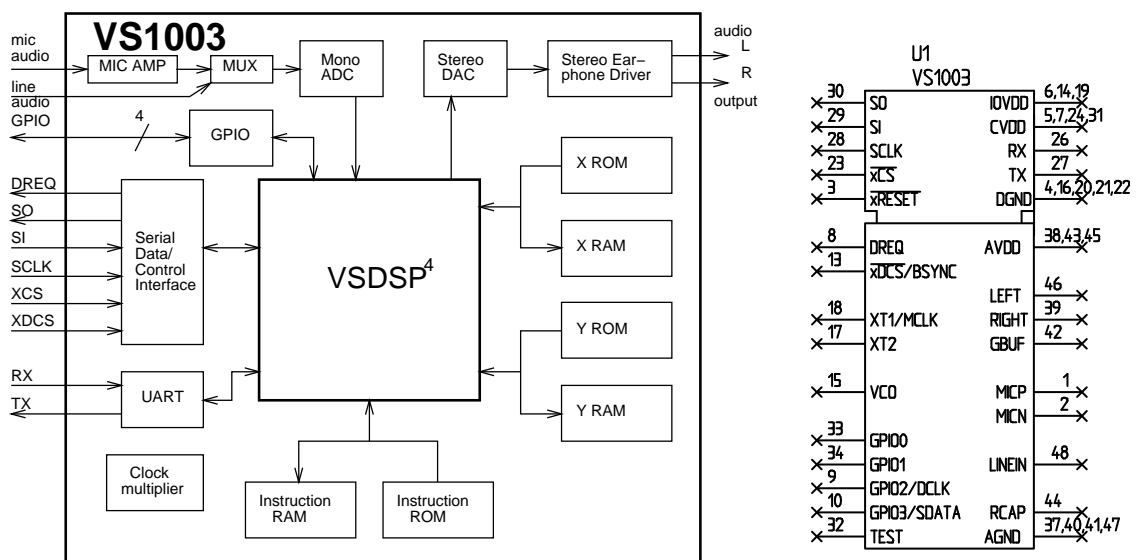 VS1003
mic
audio
line
audio
GPIO
4
MIC AMP
MUX
Mono
ADC
Stereo
DAC
Stereo Ear–
phone Driver
audio
L
R
output
GPIO
DREQ
SO
SI
SCLK
XCS
XDCS
Serial
Data/
Control
Interface
VSDSP4
X ROM
X RAM
Y ROM
Y RAM
RX
TX
UART
Clock
multiplier
Instruction
RAM
Instruction
ROM
U1
VS1003
30 SO IOVDD 6,14,19
29 SI CVDD 5,7,24,31
28 SCLK RX 26
23 xCS TX 27
3 xRESET DGND 4,16,20,21,22
8 DREQ AVDD 38,43,45
13 xDCS/BSYNC
LEFT 46
18 XT1/MCLK RIGHT 39
17 XT2 GBUF 42
15 VCO MICP 1
MICN 2
33 GPIO0
34 GPIO1 LINEIN 48
9 GPIO2/DCLK
10 GPIO3/SDATA RCAP 44
32 TEST AGND 37,40,41,47